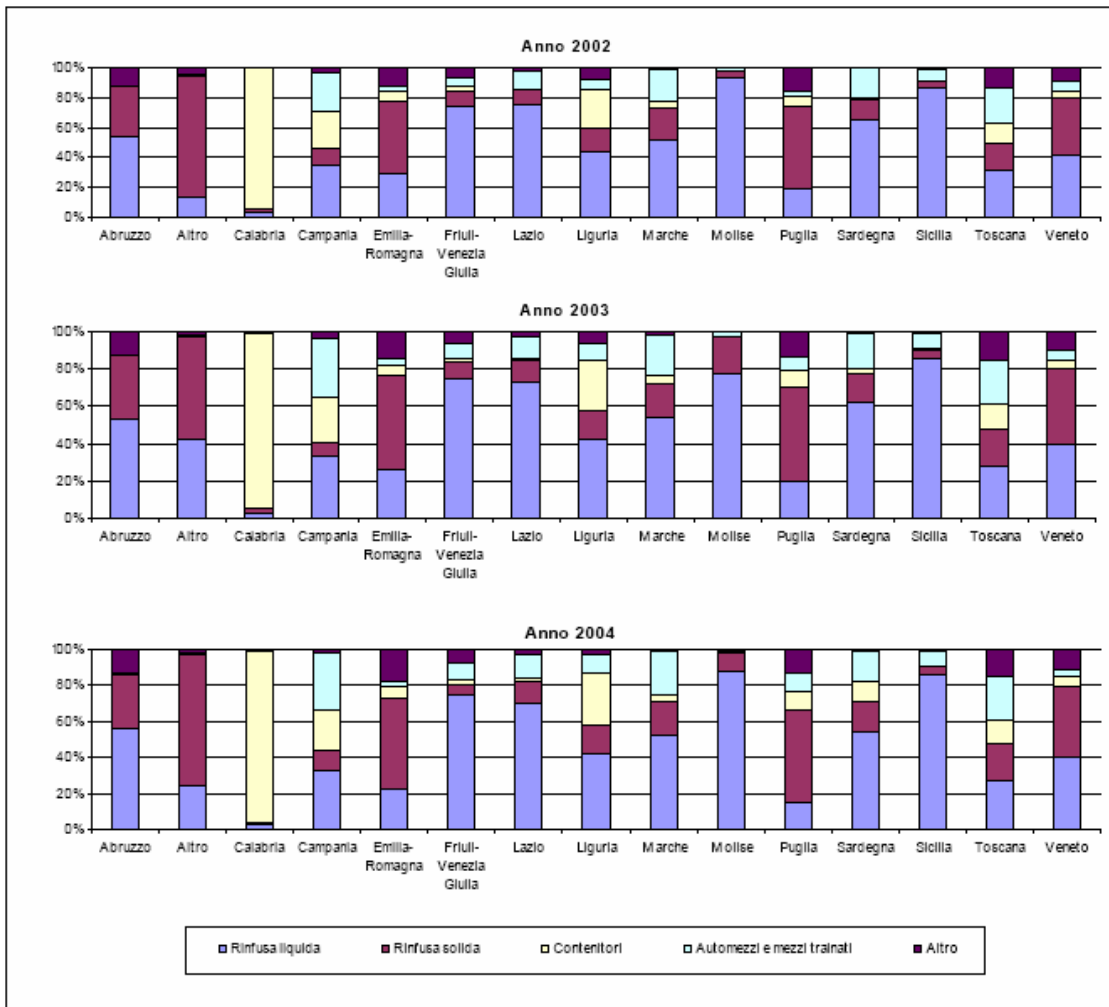 Anno 2002
100%
80%
60%
40%
20%
0%
Abruzzo Altro Calabria Campania Emilia-Romagna Friuli-Venezia Giulia Lazio Liguria Marche Molise Puglia Sardegna Sicilia Toscana Veneto
Anno 2003
100%
80%
60%
40%
20%
0%
Abruzzo Altro Calabria Campania Emilia-Romagna Friuli-Venezia Giulia Lazio Liguria Marche Molise Puglia Sardegna Sicilia Toscana Veneto
Anno 2004
100%
80%
60%
40%
20%
0%
Abruzzo Altro Calabria Campania Emilia-Romagna Friuli-Venezia Giulia Lazio Liguria Marche Molise Puglia Sardegna Sicilia Toscana Veneto
Rinfusa liquida Rinfusa solida Contenitori Automezzi e mezzi trainati Altro